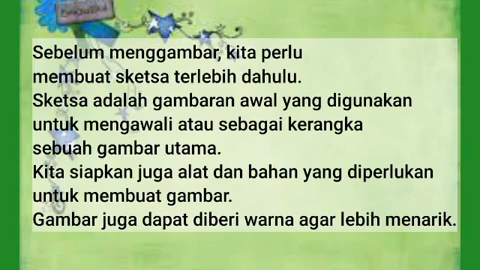 Sebelum menggambar, kita perlu
membuat sketsa terlebih dahulu.
Sketsa adalah gambaran awal yang digunakan
untuk mengawali atau sebagai kerangka
sebuah gambar utama.
Kita siapkan juga alat dan bahan yang diperlukan
untuk membuat gambar.
Gambar juga dapat diberi warna agar lebih menarik.